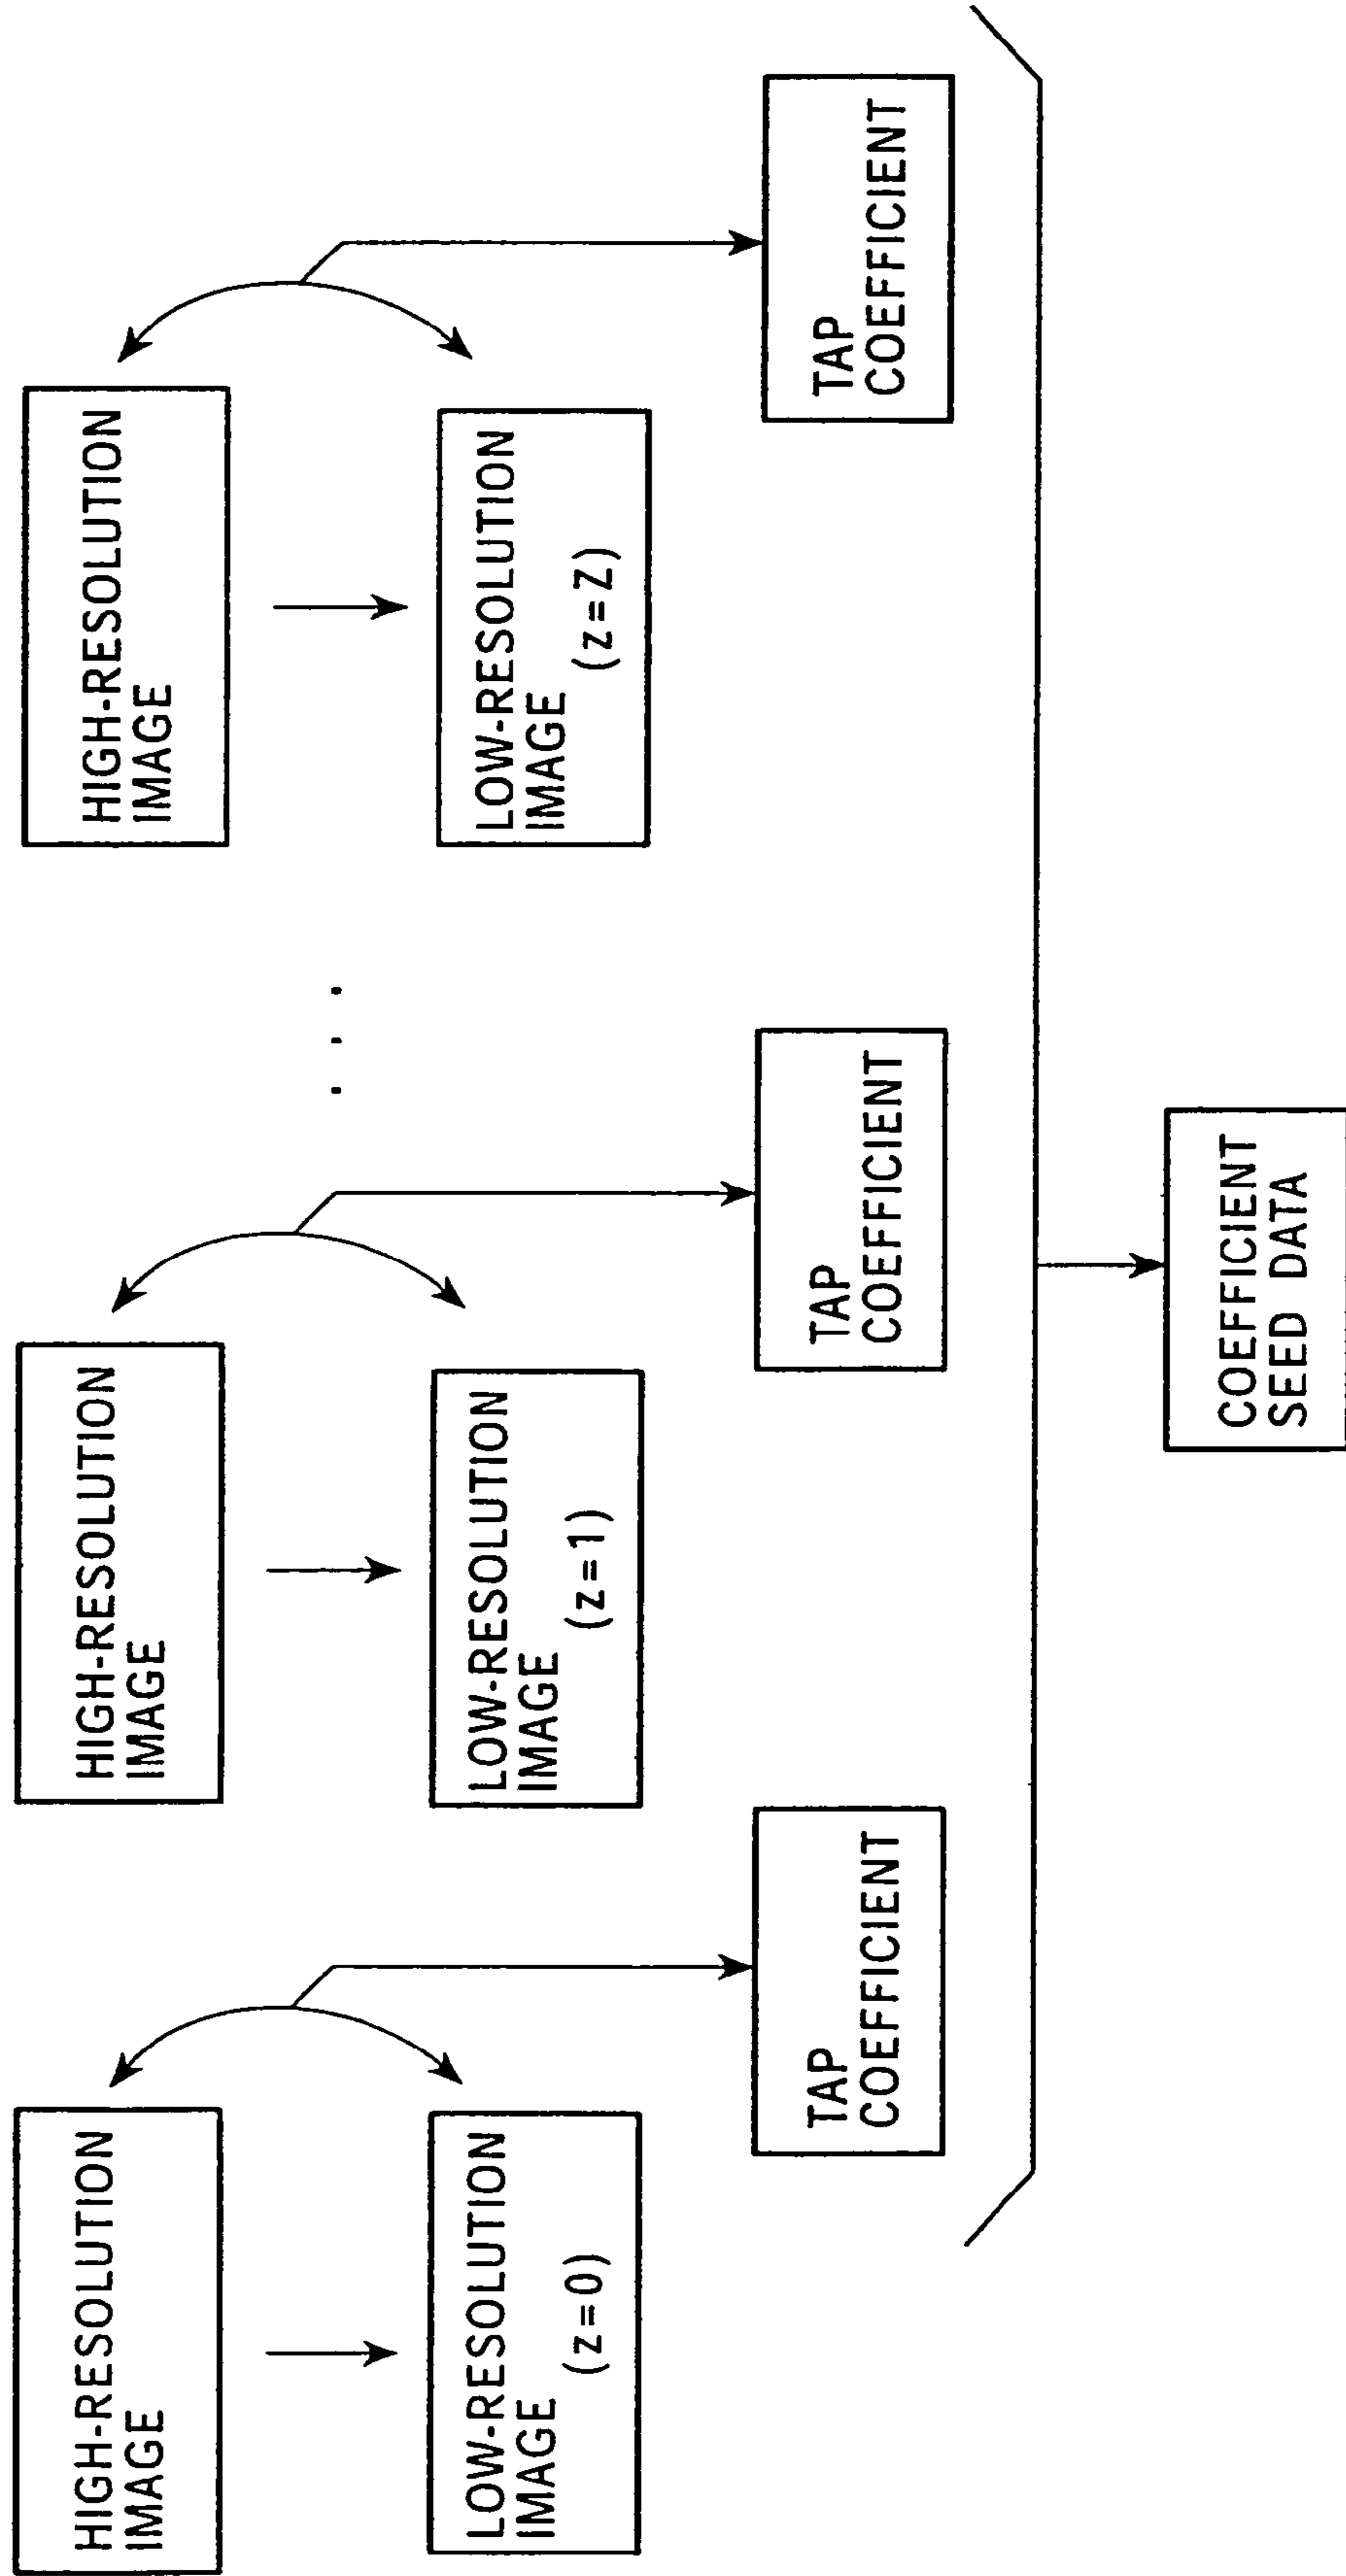 HIGH-RESOLUTION
IMAGE
LOW-RESOLUTION
IMAGE
(z=0)
TAP
COEFFICIENT
HIGH-RESOLUTION
IMAGE
LOW-RESOLUTION
IMAGE
(z=1)
TAP
COEFFICIENT
. . .
HIGH-RESOLUTION
IMAGE
LOW-RESOLUTION
IMAGE
(z=Z)
TAP
COEFFICIENT
COEFFICIENT
SEED DATA